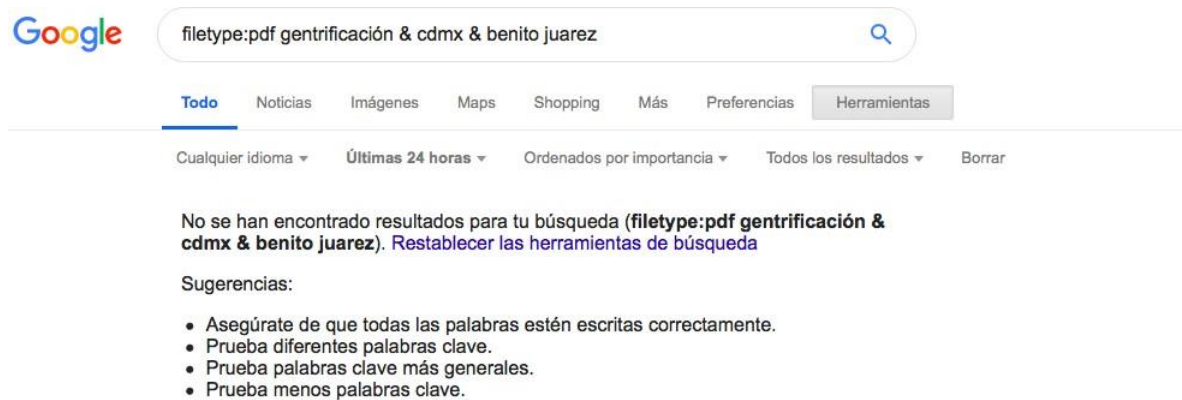 Google filetype:pdf gentrificación & cdmx & benito juarez
Todo Noticias Imágenes Maps Shopping Más Preferencias Herramientas
Cualquier idioma Últimas 24 horas Ordenados por importancia Todos los resultados Borrar
No se han encontrado resultados para tu búsqueda (filetype:pdf gentrificación &
cdmx & benito juarez). Restablecer las herramientas de búsqueda
Sugerencias:
• Asegúrate de que todas las palabras estén escritas correctamente.
• Prueba diferentes palabras clave.
• Prueba palabras clave más generales.
• Prueba menos palabras clave.